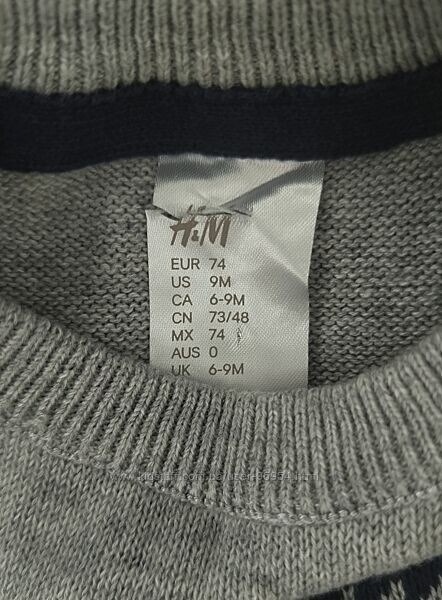 H&M
EUR 74
US 9M
CA 6-9M
CN 73/48
MX 74
AUS 0
UK 6-9M